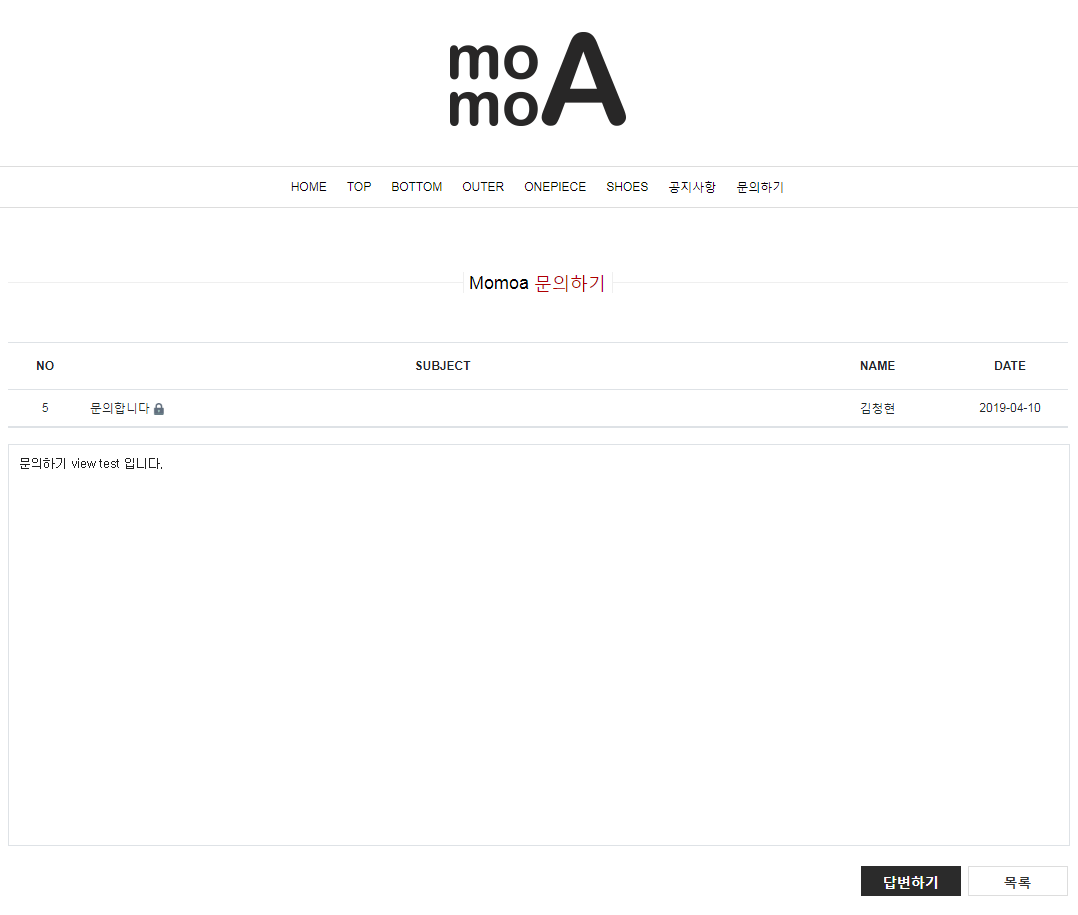 mo
moA
HOME TOP BOTTOM OUTER ONEPIECE SHOES 공지사항 문의하기
Momoa 문의하기
NO SUBJECT NAME DATE
5 문의합니다 김청현 2019-04-10
문의하기 view test 입니다.
답변하기 목록